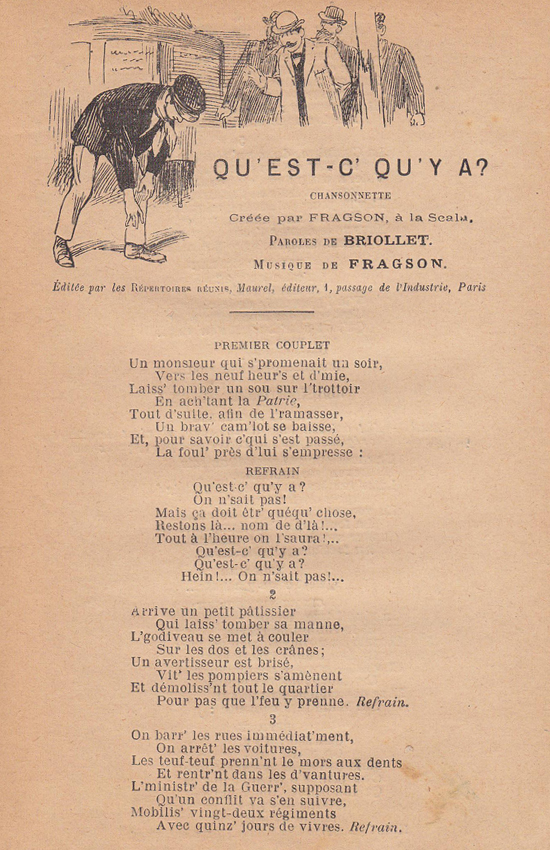 QU'EST-C' QU'Y A?
CHANSONNETTE
Créée par FRAGSON, à la Scala.
PAROLES DE BRIOLLET.
MUSIQUE DE FRAGSON.
Éditée par les RÉPERTOIRES RÉUNIS, Maurel, éditeur, 1, passage de l'Industrie, Paris
PREMIER COUPLET
Un monsieur qui s'promenait un soir,
Vers les neuf heur's et d'mie,
Laiss' tomber un sou sur l'trottoir
En ach'tant la Patrie,
Tout d'suite, afin de l'ramasser,
Un brav' cam'lot se baisse,
Et, pour savoir c'qui s'est passé,
La foul' près d'lui s'empresse :
REFRAIN
Qu'est-c' qu'y a?
On n'sait pas!
Mais ça doit êtr' quéqu' chose,
Restons là... nom de d'là!...
Tout à l'heure on l'saura!...
Qu'est-c' qu'y a?
Qu'est-c' qu'y a?
Hein!... On n'sait pas!...
2
Arrive un petit pâtissier
Qui laiss' tomber sa manne,
L'godiveau se met à couler
Sur les dos et les crânes;
Un avertisseur est brisé,
Vit' les pompiers s'amènent
Et démoliss'nt tout le quartier
Pour pas que l'feu y prenne. Refrain.
3
On barr' les rues immédiat'ment,
On arrêt' les voitures,
Les teuf-teuf prenn'nt le mors aux dents
Et rentr'nt dans les d'vantures.
L'ministr' de la Guerr', supposant
Qu'un conflit va s'en suivre,
Mobilis' vingt-deux régiments
Avec quinz' jours de vivres. Refrain.